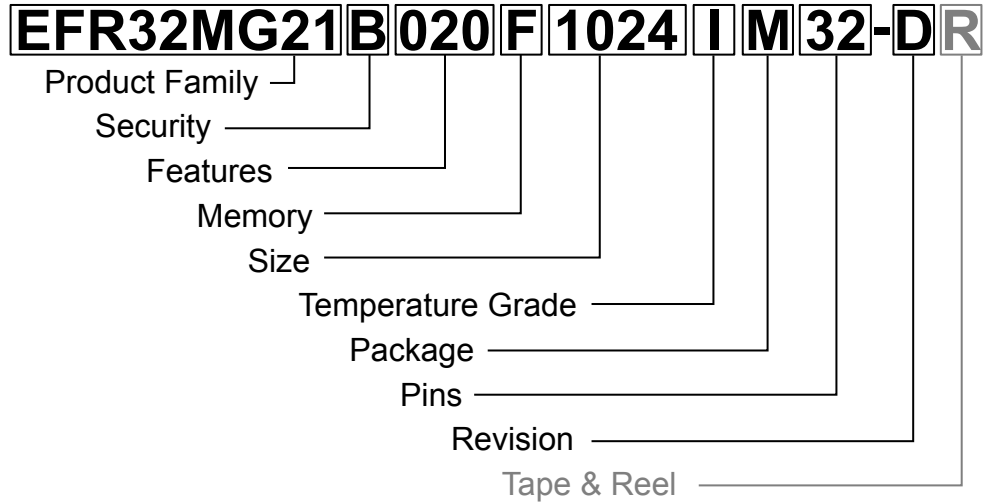 EFR32MG21B020F1024IM32-DR
Product Family
Security
Features
Memory
Size
Temperature Grade
Package
Pins
Revision
Tape & Reel